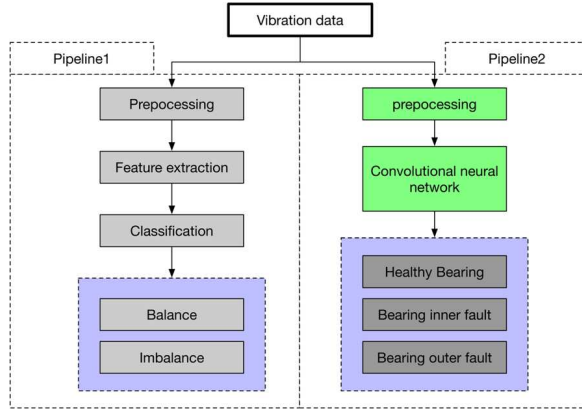 Vibration data
Pipeline1
Pipeline2
Prepocessing
Feature extraction
Classification
Balance
Imbalance
prepocessing
Convolutional neural
network
Healthy Bearing
Bearing inner fault
Bearing outer fault